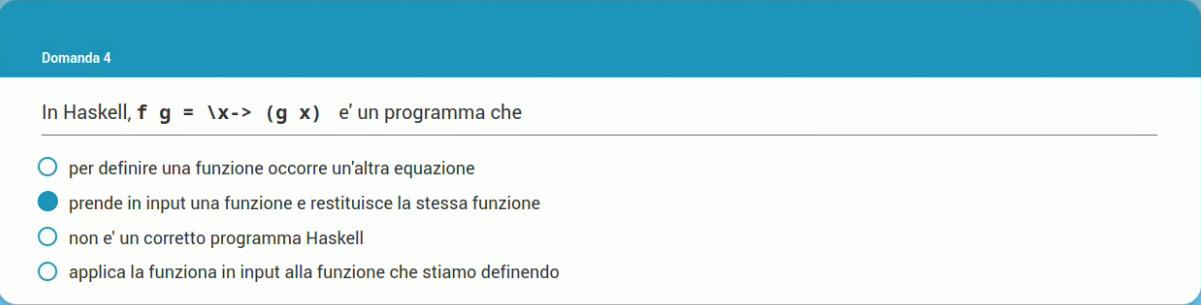 Domanda 4
In Haskell, f g = \x-> (g x) e' un programma che
per definire una funzione occorre un'altra equazione
prende in input una funzione e restituisce la stessa funzione
non e' un corretto programma Haskell
applica la funziona in input alla funzione che stiamo definendo